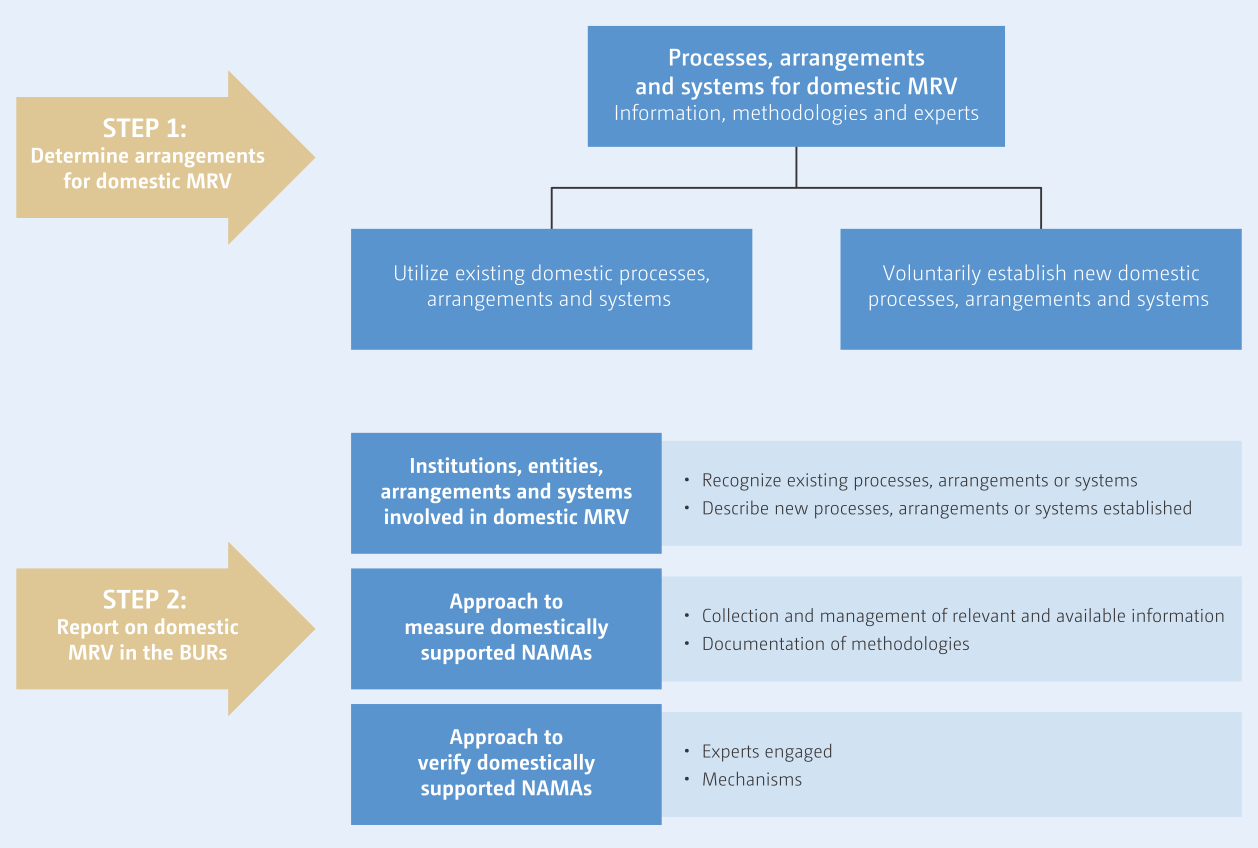 STEP 1:
Determine arrangements
for domestic MRV
Processes, arrangements
and systems for domestic MRV
Information, methodologies and experts
Utilize existing domestic processes,
arrangements and systems
Voluntarily establish new domestic
processes, arrangements and systems
STEP 2:
Report on domestic
MRV in the BURs
Institutions, entities,
arrangements and systems
involved in domestic MRV
• Recognize existing processes, arrangements or systems
• Describe new processes, arrangements or systems established
Approach to
measure domestically
supported NAMAs
• Collection and management of relevant and available information
• Documentation of methodologies
Approach to
verify domestically
supported NAMAs
• Experts engaged
• Mechanisms